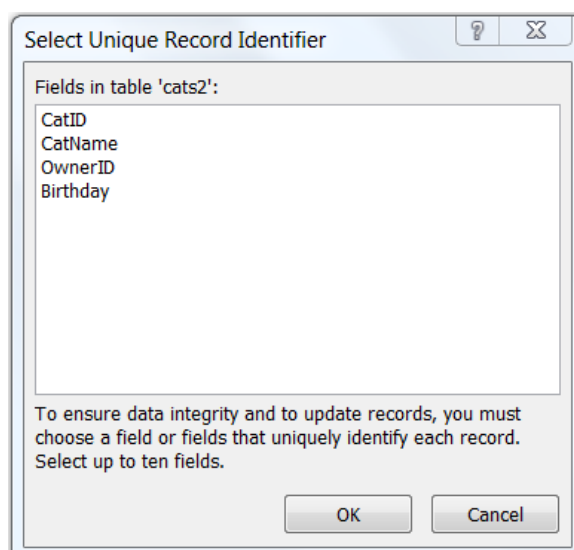 Select Unique Record Identifier
?
Fields in table 'cats2':
CatID
CatName
OwnerID
Birthday
To ensure data integrity and to update records, you must
choose a field or fields that uniquely identify each record.
Select up to ten fields.
OK Cancel